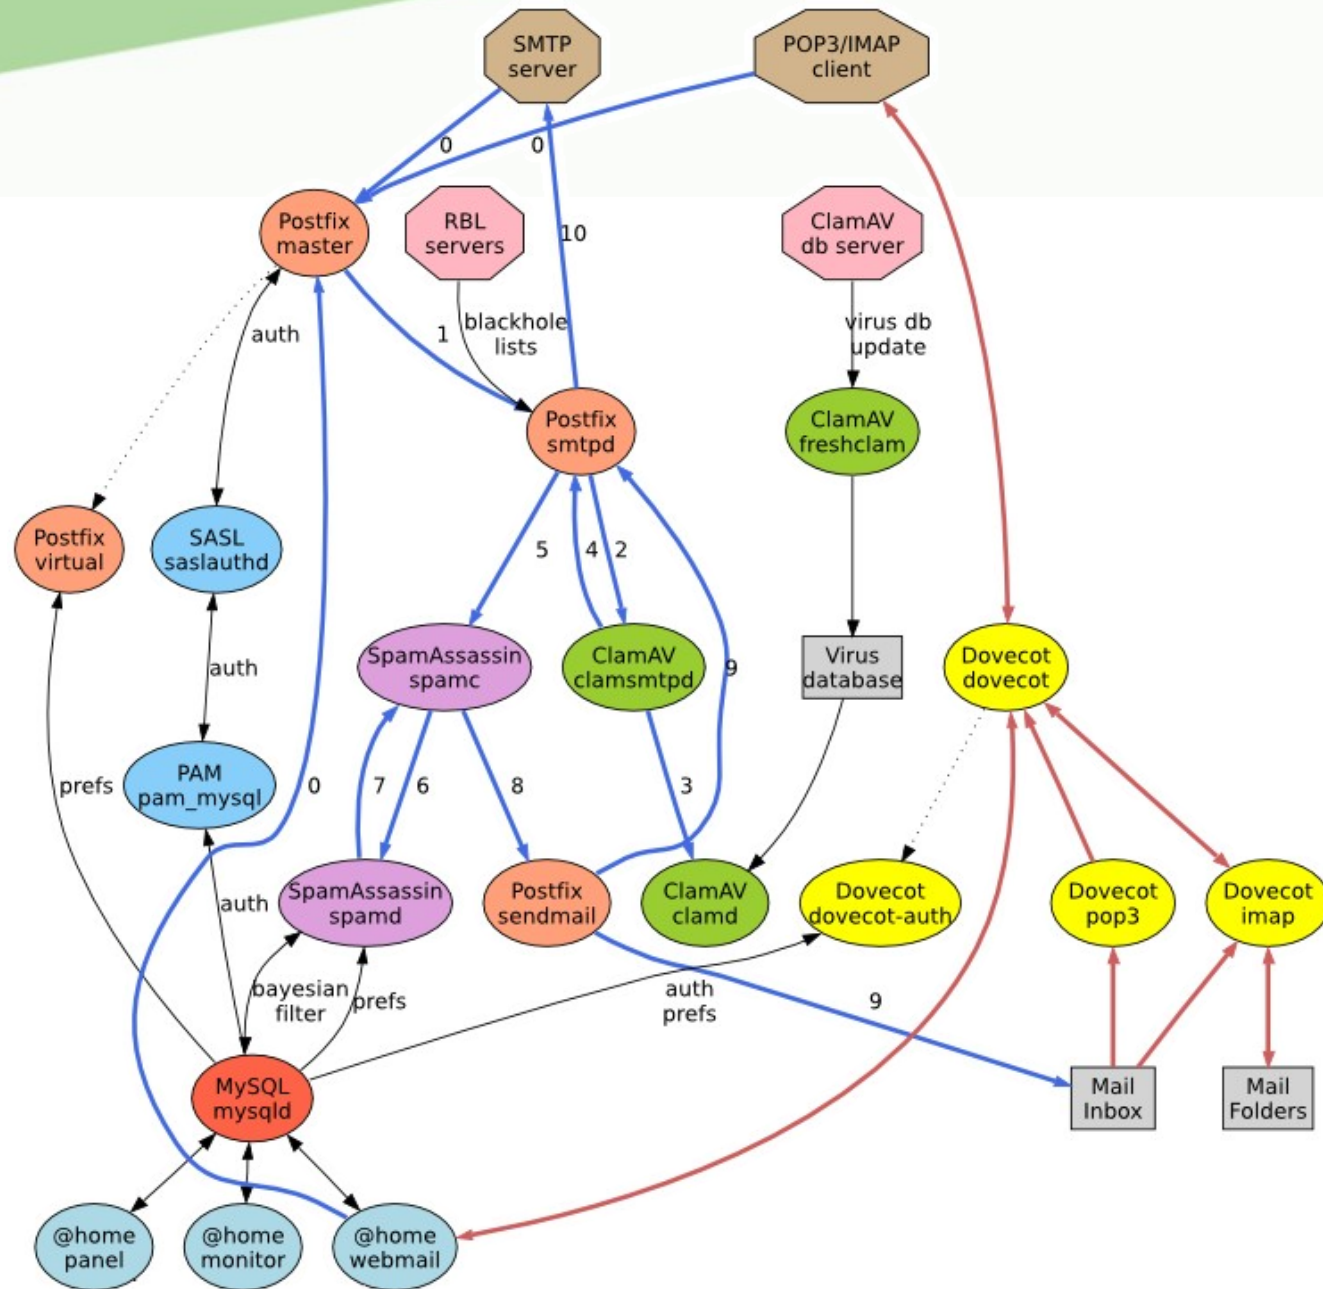 SMTP
server
POP3/IMAP
client
0
0
Postfix
master
RBL
servers
10
ClamAV
db server
auth
1
blackhole
lists
virus db
update
Postfix
smtpd
ClamAV
freshclam
Postfix
virtual
SASL
saslauthd
5
4
2
SpamAssassin
spamc
ClamAV
clamsmtpd
9
Virus
database
Dovecot
dovecot
auth
prefs
PAM
pam_mysql
0
7
6
8
3
auth
SpamAssassin
spamd
Postfix
sendmail
ClamAV
clamd
Dovecot
dovecot-auth
Dovecot
pop3
Dovecot
imap
bayesian
filter
prefs
auth
prefs
9
MySQL
mysqld
Mail
Inbox
Mail
Folders
@home
panel
@home
monitor
@home
webmail